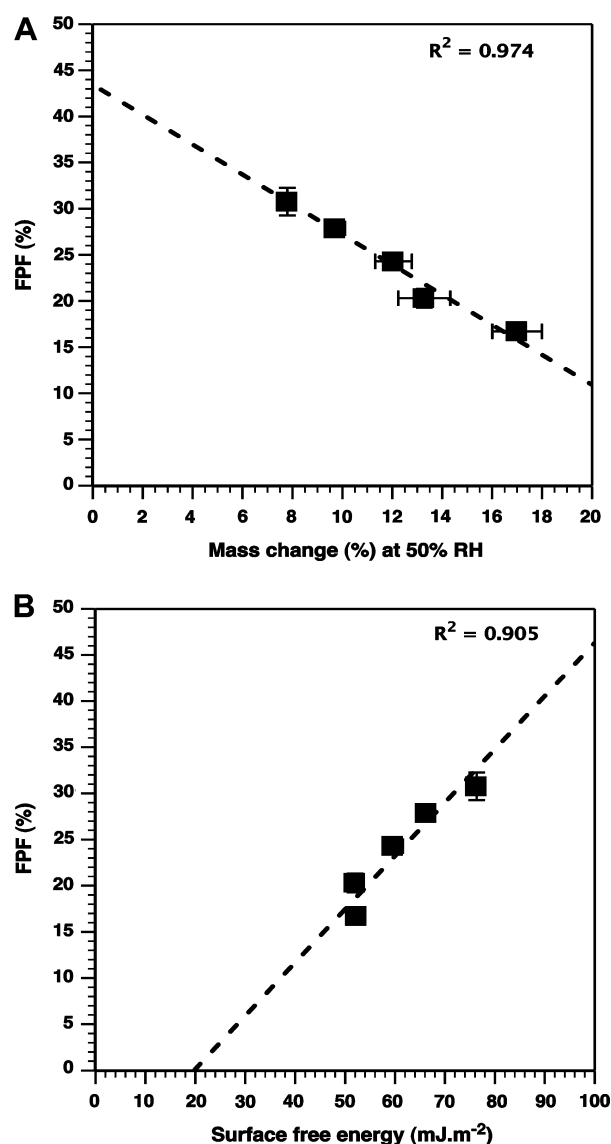 A
R² = 0.974
50
45
40
35
30
25
20
15
10
5
0
FPF (%)
0 2 4 6 8 10 12 14 16 18 20
Mass change (%) at 50% RH
B
R² = 0.905
50
45
40
35
30
25
20
15
10
5
0
FPF (%)
0 10 20 30 40 50 60 70 80 90 100
Surface free energy (mJ.m⁻²)